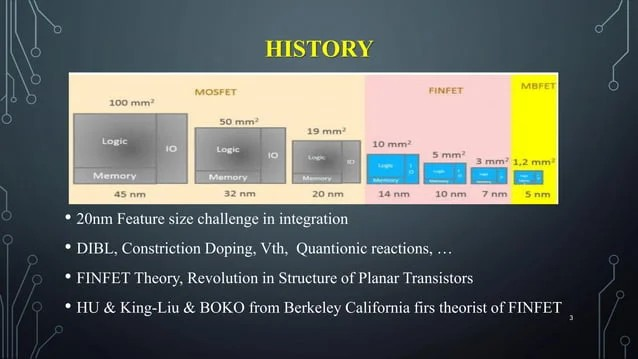 HISTORY
MOSFET FINFET MBFET
100 mm²
50 mm²
19 mm²
10 mm²
5 mm²
3 mm²
1,2 mm²
Logic IO
Memory
Logic IO
Memory
Logic IO
Memory
Logic
Memory
Logic
Memory
45 nm 32 nm 20 nm 14 nm 10 nm 7 nm 5 nm
• 20nm Feature size challenge in integration
• DIBL, Constriction Doping, Vth, Quantionic reactions, …
• FINFET Theory, Revolution in Structure of Planar Transistors
• HU & King-Liu & BOKO from Berkeley California firs theorist of FINFET
3